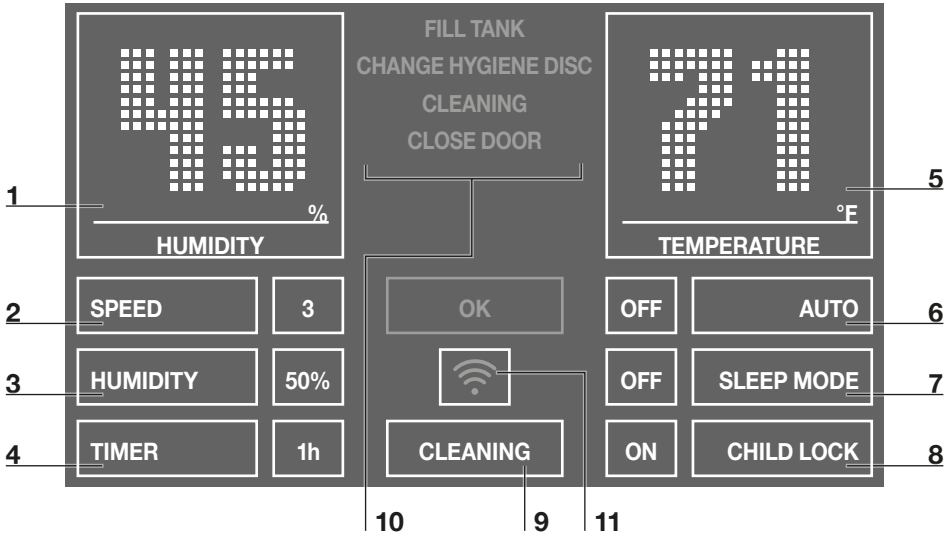 45
%
HUMIDITY
FILL TANK
CHANGE HYGIENE DISC
CLEANING
CLOSE DOOR
71
°F
TEMPERATURE
1
5
2
SPEED
3
OK
OFF
AUTO
6
3
HUMIDITY
50%
OFF
SLEEP MODE
7
4
TIMER
1h
CLEANING
ON
CHILD LOCK
8
10
9
11